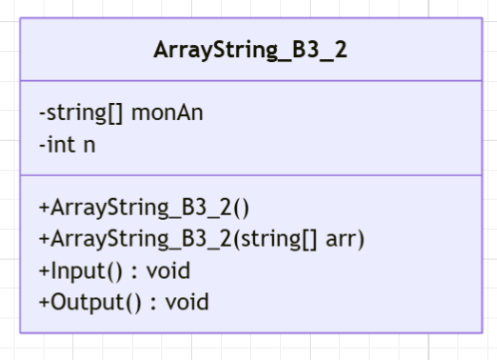 ArrayString_B3_2
-string[] monAn
-int n
+ArrayString_B3_2()
+ArrayString_B3_2(string[] arr)
+Input() : void
+Output() : void